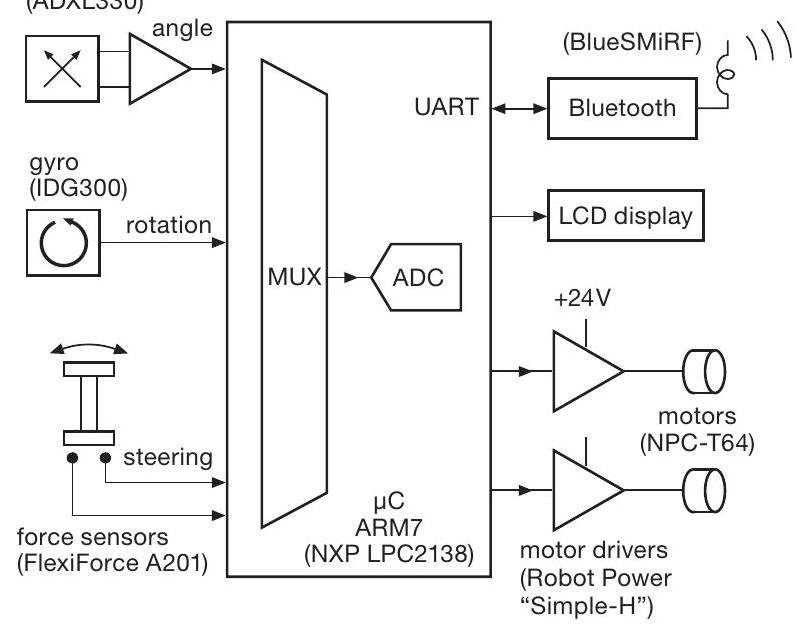 (ADXL330)
angle
gyro
(IDG300)
rotation
steering
force sensors
(FlexiForce A201)
MUX
ADC
UART
µC
ARM7
(NXP LPC2138)
(BlueSMiRF)
Bluetooth
LCD display
+24V
motors
(NPC-T64)
motor drivers
(Robot Power
“Simple-H”)